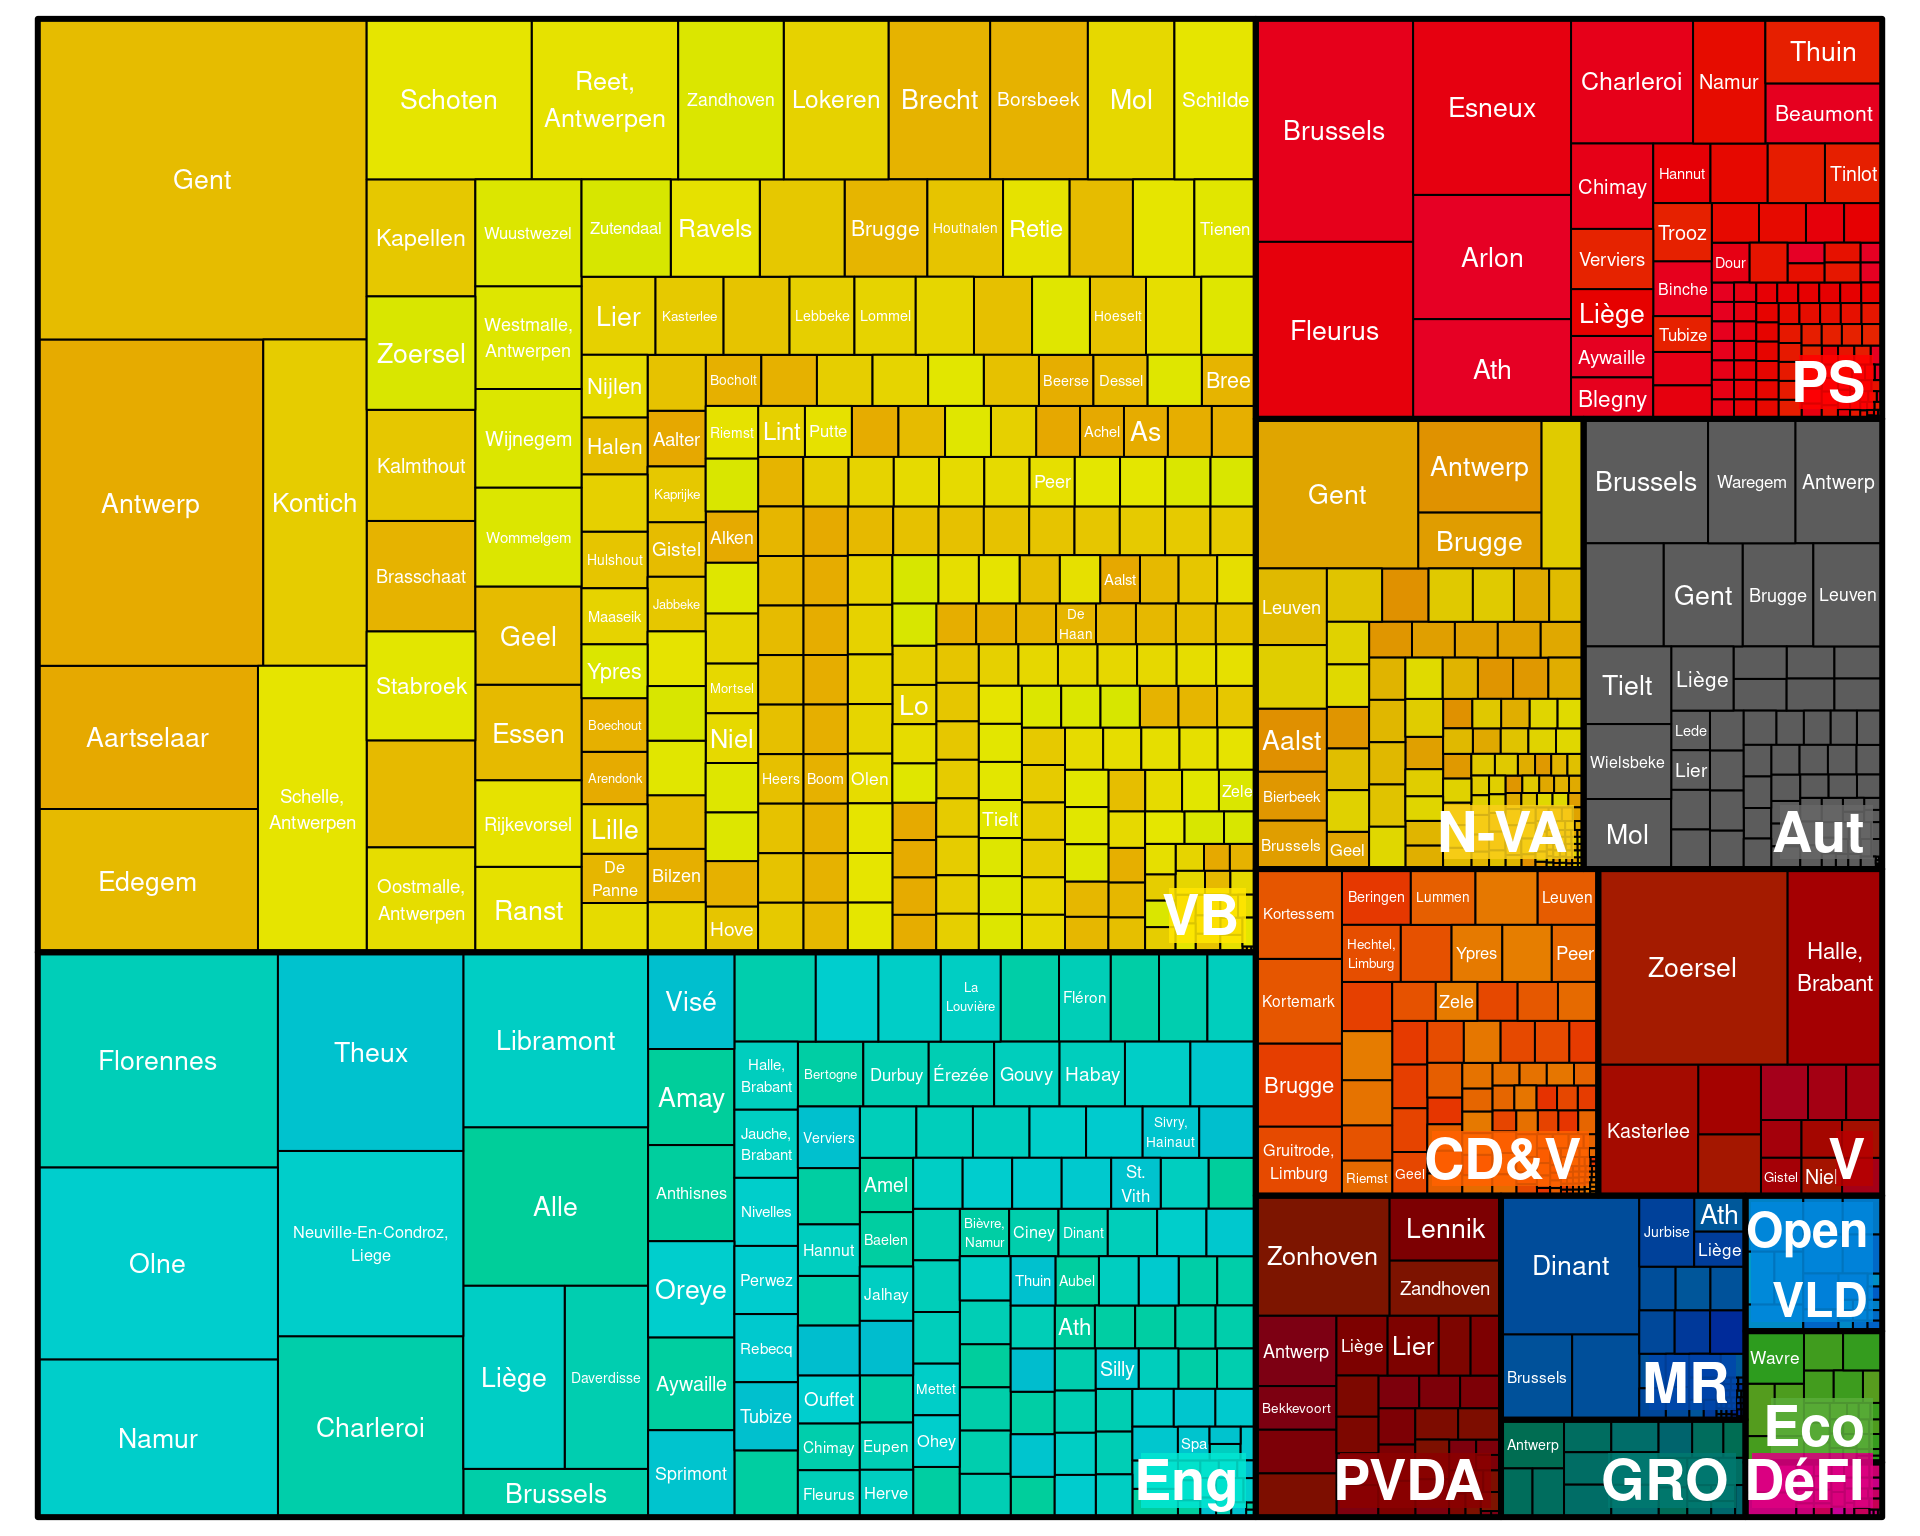 Gent
Schoten
Reet,
Antwerpen
Zandhoven
Lokeren
Brecht
Borsbeek
Mol
Schilde
Kapellen
Wuustwezel
Zutendaal
Ravels
Brugge
Houthalen
Retie
Tienen
Zoersel
Westmalle,
Antwerpen
Lier
Kasterlee
Lebbeke
Lommel
Hoeselt
Antwerp
Kontich
Kalmthout
Wijnegem
Nijlen
Bocholt
Beerse
Dessel
Bree
Halen
Aalter
Riemst
Lint
Putte
Achel
As
Kaprijke
Peer
Brasschaat
Wommelgem
Hulshout
Gistel
Alken
Maaseik
Jabbeke
Aalst
De
Haan
Stabroek
Geel
Ypres
Mortsel
Lo
Aartselaar
Schelle,
Antwerpen
Essen
Boechout
Niel
Arendonk
Heers
Boom
Olen
Zele
Edegem
Oostmalle,
Antwerpen
Rijkevorsel
Lille
Tielt
Ranst
De
Panne
Bilzen
Hove
VB
Florennes
Theux
Libramont
Visé
La
Louvière
Fléron
Amay
Halle,
Brabant
Bertogne
Durbuy
Érezée
Gouvy
Habay
Olne
Neuville-En-Condroz,
Liege
Alle
Anthisnes
Jauche,
Brabant
Verviers
Sivry,
Hainaut
Nivelles
Amel
St.
Vith
Oreye
Perwez
Hannut
Baelen
Bièvre,
Namur
Ciney
Dinant
Jalhay
Thuin
Aubel
Namur
Charleroi
Liège
Daverdisse
Aywaille
Rebecq
Ath
Silly
Tubize
Ouffet
Mettet
Brussels
Sprimont
Chimay
Eupen
Ohey
Spa
Fleurus
Herve
Eng
Brussels
Esneux
Charleroi
Namur
Thuin
Beaumont
Fleurus
Arlon
Chimay
Hannut
Tinlot
Verviers
Trooz
Dour
Ath
Liège
Binche
Aywaille
Tubize
Blegny
PS
Gent
Antwerp
Brugge
Leuven
Aalst
Bierbeek
Brussels
Geel
N-VA
Brussels
Waregem
Antwerp
Gent
Brugge
Leuven
Tielt
Liège
Wielsbeke
Lede
Lier
Mol
Aut
Kortessem
Beringen
Lummen
Leuven
Hechtel,
Limburg
Ypres
Peer
Kortemark
Zele
Brugge
Gruitrode,
Limburg
Riemst
Geel
CD&V
Zoersel
Halle,
Brabant
Kasterlee
Gistel
Niel
V
Zonhoven
Lennik
Zandhoven
Antwerp
Liège
Lier
Bekkevoort
PVDA
Dinant
Jurbise
Ath
Liège
Brussels
MR
Open
VLD
Antwerp
GRO
Wavre
Eco
DéFI